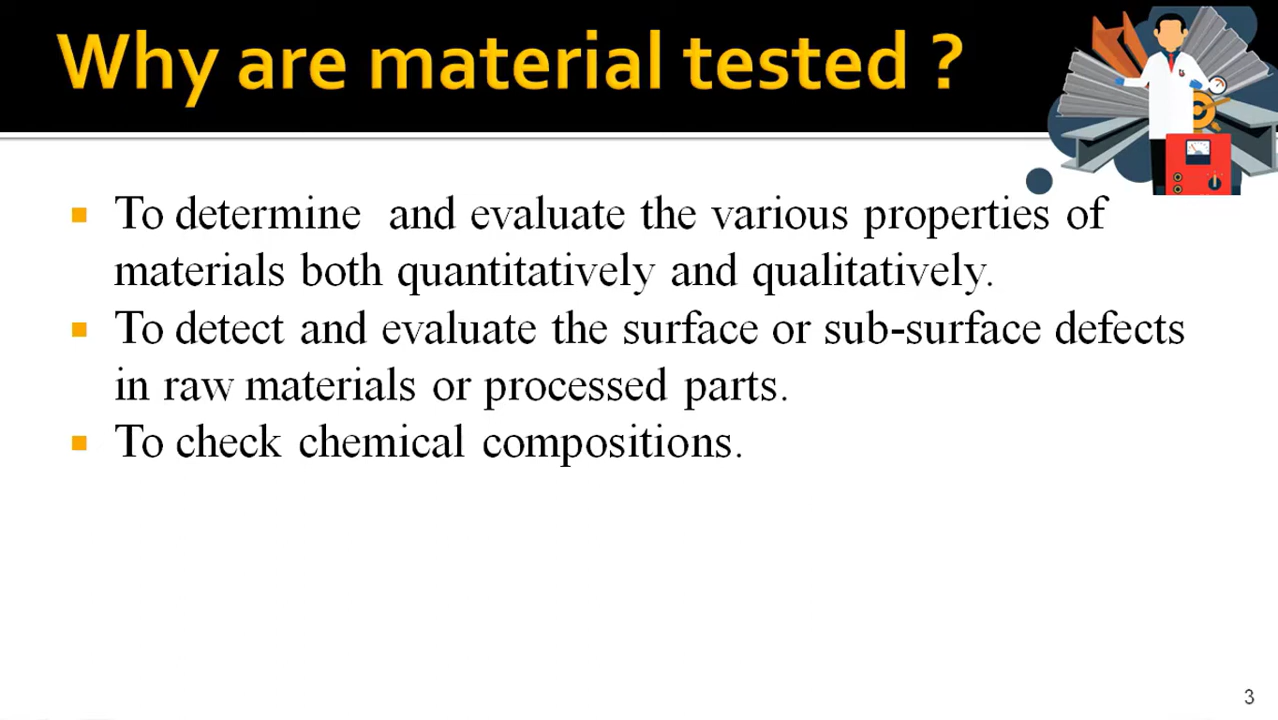 Why are material tested ?
To determine and evaluate the various properties of
materials both quantitatively and qualitatively.
To detect and evaluate the surface or sub-surface defects
in raw materials or processed parts.
To check chemical compositions.
3